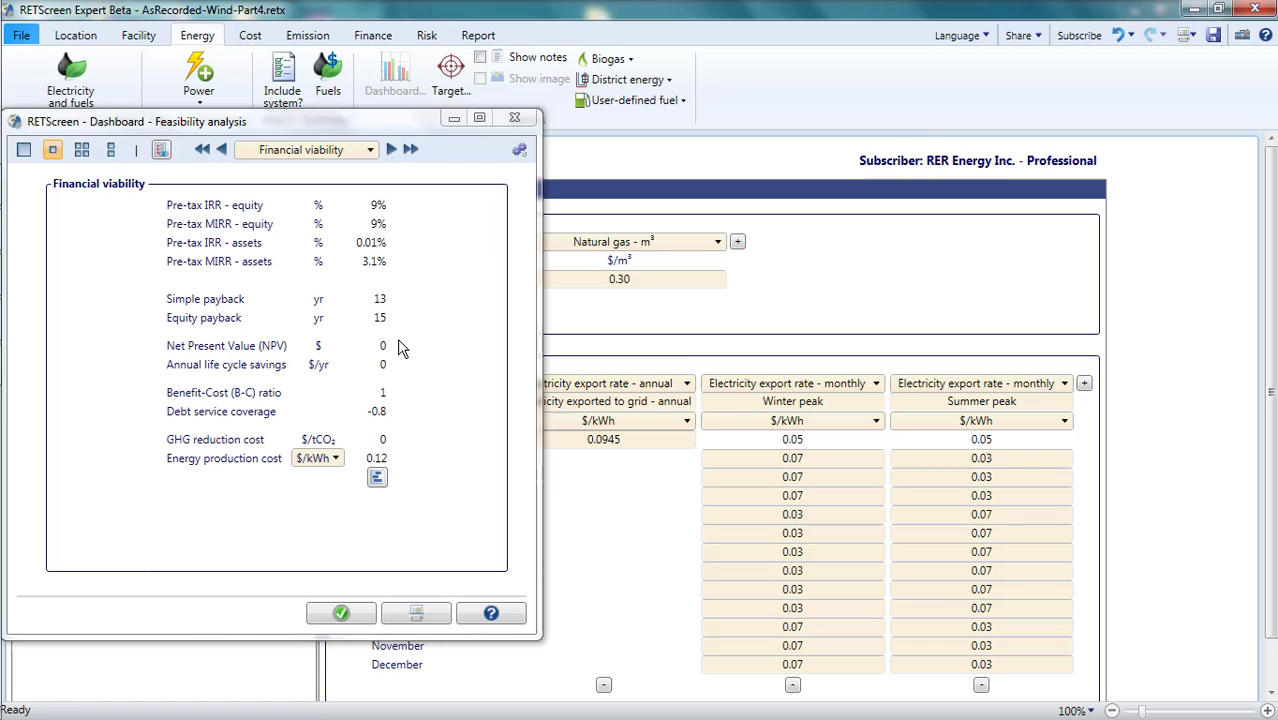 RETScreen Expert Beta - AsRecorded-Wind-Part4.retx
File Location Facility Energy Cost Emission Finance Risk Report Language Share Subscribe
Show notes Biogas
Show image District energy
User-defined fuel
Electricity and fuels
Power
Include system?
Fuels
Dashboard...
Target...
RETScreen - Dashboard - Feasibility analysis
Financial viability
Subscriber: RER Energy Inc. - Professional
Financial viability
Pre-tax IRR - equity % 9%
Pre-tax MIRR - equity % 9%
Pre-tax IRR - assets % 0.01%
Pre-tax MIRR - assets % 3.1%
Simple payback yr 13
Equity payback yr 15
Net Present Value (NPV) $ 0
Annual life cycle savings $/yr 0
Benefit-Cost (B-C) ratio 1
Debt service coverage -0.8
GHG reduction cost $/tCO₂ 0
Energy production cost $/kWh 0.12
Natural gas - m³
$/m³
0.30
tricity export rate - annual Electricity export rate - monthly Electricity export rate - monthly
icity exported to grid - annual Winter peak Summer peak
$/kWh $/kWh $/kWh
0.0945 0.05 0.05
0.07 0.03
0.07 0.03
0.07 0.03
0.03 0.07
0.03 0.07
0.03 0.07
0.03 0.07
0.03 0.07
0.03 0.07
0.07 0.03
November 0.07 0.03
December 0.07 0.03
Ready 100%